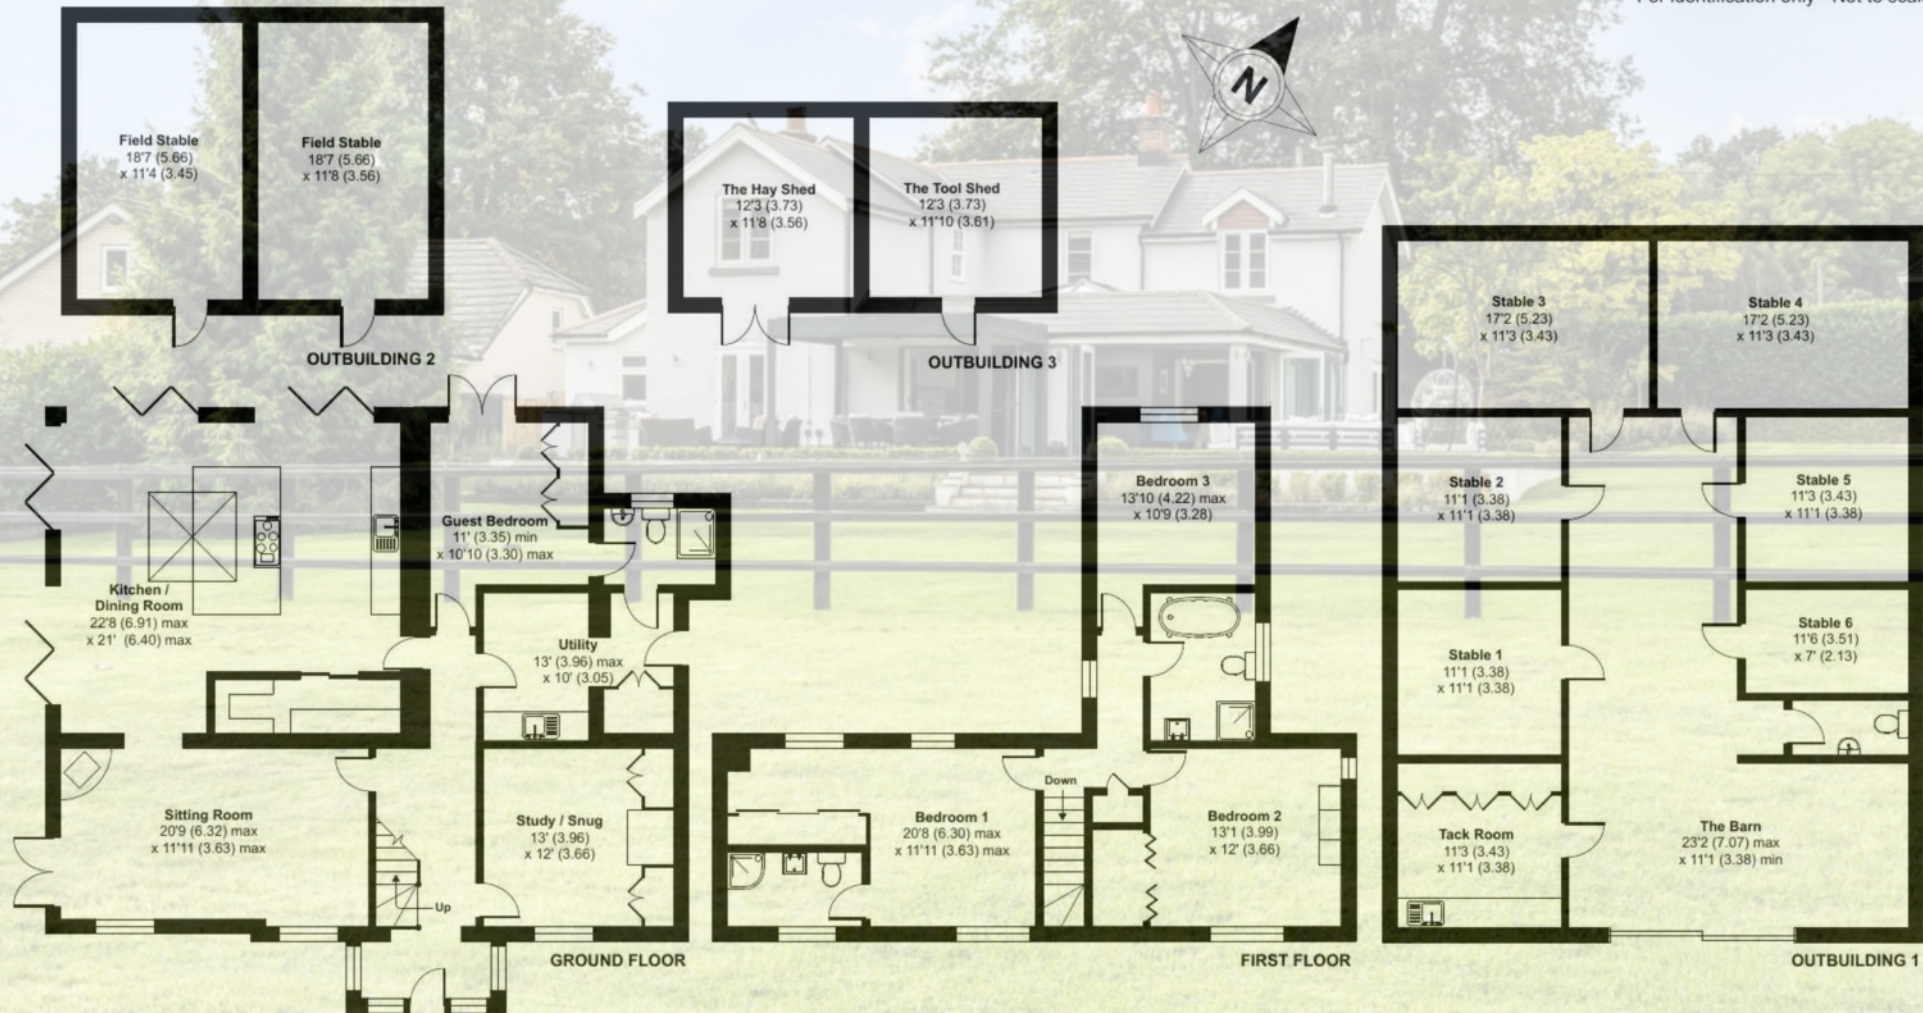 For identification only - Not to scale
N
Field Stable
18'7 (5.66)
x 11'4 (3.45)
Field Stable
18'7 (5.66)
x 11'8 (3.56)
OUTBUILDING 2
The Hay Shed
12'3 (3.73)
x 11'8 (3.56)
The Tool Shed
12'3 (3.73)
x 11'10 (3.61)
OUTBUILDING 3
Kitchen /
Dining Room
22'8 (6.91) max
x 21' (6.40) max
Guest Bedroom
11' (3.35) min
x 10'10 (3.30) max
Utility
13' (3.96) max
x 10' (3.05)
Sitting Room
20'9 (6.32) max
x 11'11 (3.63) max
Up
Study / Snug
13' (3.96)
x 12' (3.66)
GROUND FLOOR
Bedroom 3
13'10 (4.22) max
x 10'9 (3.28)
Down
Bedroom 1
20'8 (6.30) max
x 11'11 (3.63) max
Bedroom 2
13'1 (3.99)
x 12' (3.66)
FIRST FLOOR
Stable 3
17'2 (5.23)
x 11'3 (3.43)
Stable 4
17'2 (5.23)
x 11'3 (3.43)
Stable 2
11'1 (3.38)
x 11'1 (3.38)
Stable 5
11'3 (3.43)
x 11'1 (3.38)
Stable 1
11'1 (3.38)
x 11'1 (3.38)
Stable 6
11'6 (3.51)
x 7' (2.13)
Tack Room
11'3 (3.43)
x 11'1 (3.38)
The Barn
23'2 (7.07) max
x 11'1 (3.38) min
OUTBUILDING 1